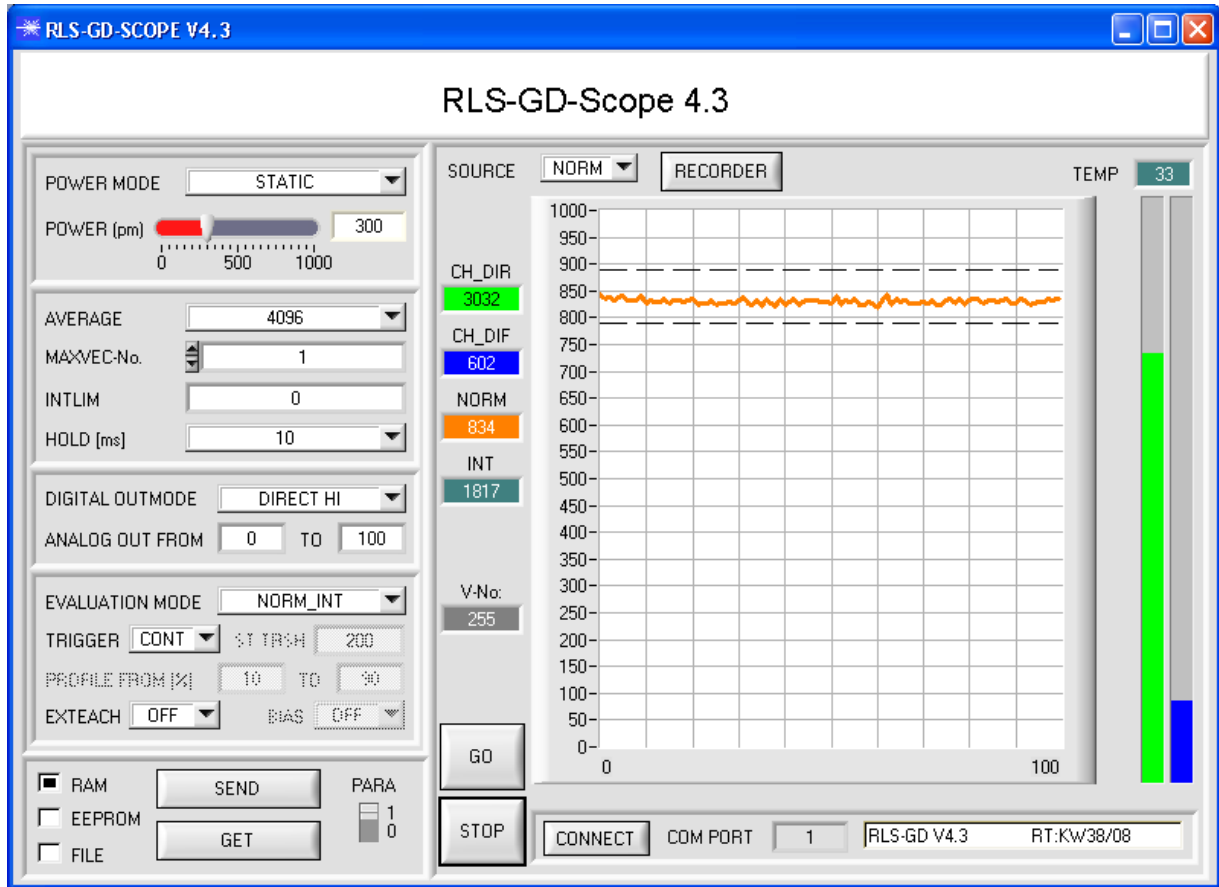 RLS-GD-SCOPE V4.3
RLS-GD-Scope 4.3
POWER MODE STATIC
POWER (pm) 300
0 500 1000
AVERAGE 4096
MAXVEC-No. 1
INTLIM 0
HOLD [ms] 10
DIGITAL OUTMODE DIRECT HI
ANALOG OUT FROM 0 TO 100
EVALUATION MODE NORM_INT
TRIGGER CONT ST TRSH 200
PROFILE FROM [%] 10 TO 90
EXTEACH OFF BIAS OFF
RAM
EEPROM
FILE
SEND
GET
PARA
1
0
SOURCE NORM RECORDER TEMP 33
CH_DIR
3032
CH_DIF
602
NORM
834
INT
1817
V-No:
255
GO
STOP
1000
950
900
850
800
750
700
650
600
550
500
450
400
350
300
250
200
150
100
50
0
0 100
CONNECT COM PORT 1 RLS-GD V4.3 RT:KW38/08